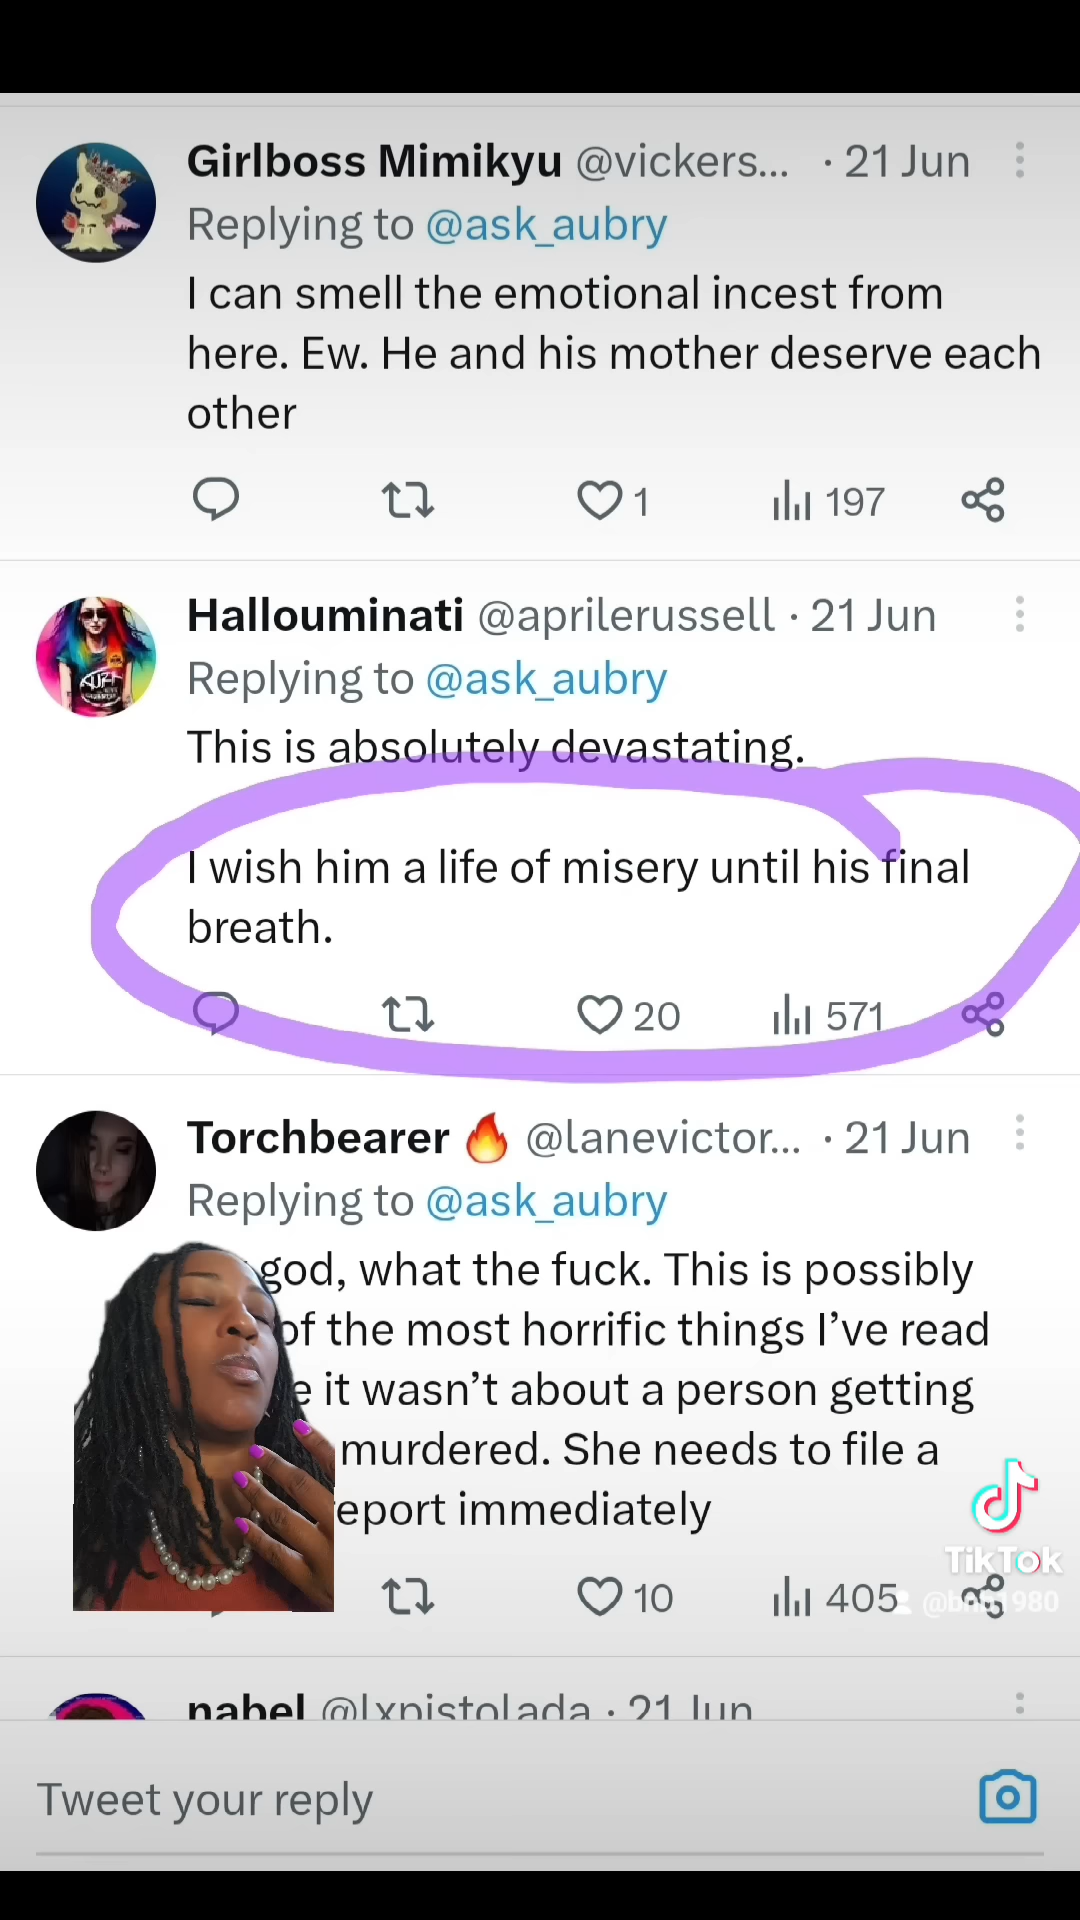 Girlboss Mimikyu @vickers... · 21 Jun
Replying to @ask_aubry
I can smell the emotional incest from
here. Ew. He and his mother deserve each
other
1 197
Hallouminati @aprilerussell · 21 Jun
Replying to @ask_aubry
This is absolutely devastating.
I wish him a life of misery until his final
breath.
20 571
Torchbearer 🔥 @lanevictor... · 21 Jun
Replying to @ask_aubry
god, what the fuck. This is possibly
of the most horrific things I've read
it wasn't about a person getting
murdered. She needs to file a
eport immediately
TikTok
10 405
nabel @lxpistolada · 21 Jun
Tweet your reply